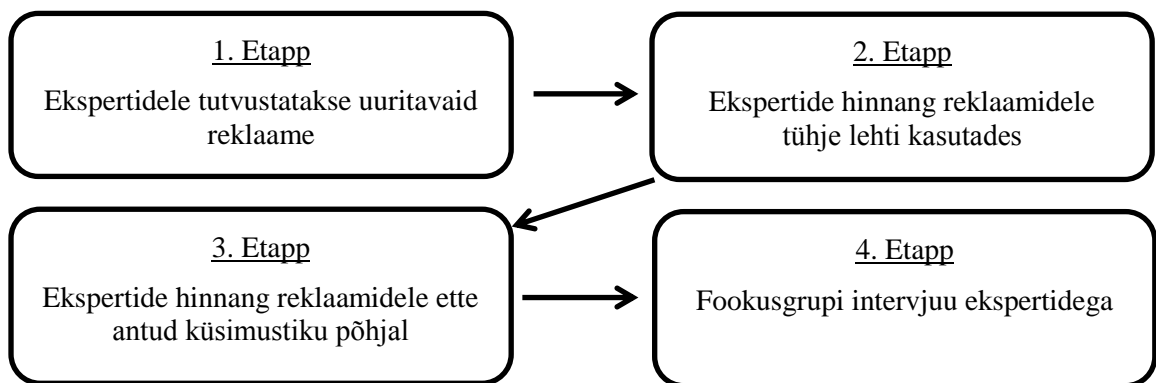 1. Etapp
Ekspertidele tutvustatakse uuritavaid
reklaame
2. Etapp
Ekspertide hinnang reklaamidele
tühje lehti kasutades
3. Etapp
Ekspertide hinnang reklaamidele ette
antud küsimustiku põhjal
4. Etapp
Fookusgrupi intervjuu ekspertidega